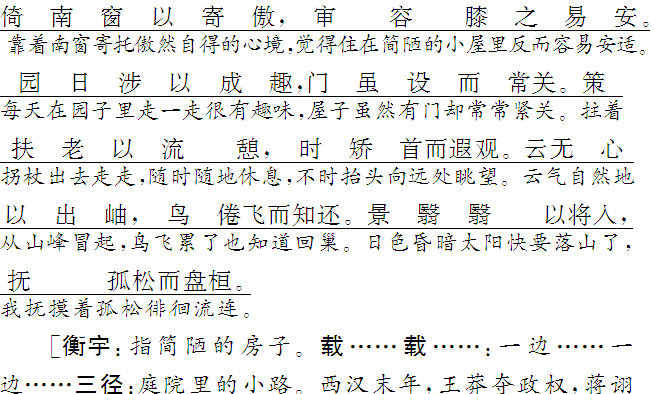 倚南窗以寄傲，审容膝之易安。
靠着南窗寄托傲然自得的心境，觉得住在简陋的小屋里反而容易安适。
园日涉以成趣，门虽设而常关。策
每天在园子里走一走很有趣味，屋子虽然有门却常常紧关。拄着
扶老以流憩，时矫首而遐观。云无心
拐杖出去走走，随时随地休息，不时抬头向远处眺望。云气自然地
以出岫，鸟倦飞而知还。景翳翳以将入，
从山峰冒起，鸟飞累了也知道回巢。日色昏暗太阳快要落山了，
抚孤松而盘桓。
我抚摸着孤松徘徊流连。
[衡宇：指简陋的房子。载……载……：一边……一
边……三径：庭院里的小路。西汉末年，王莽夺政权，蒋诩